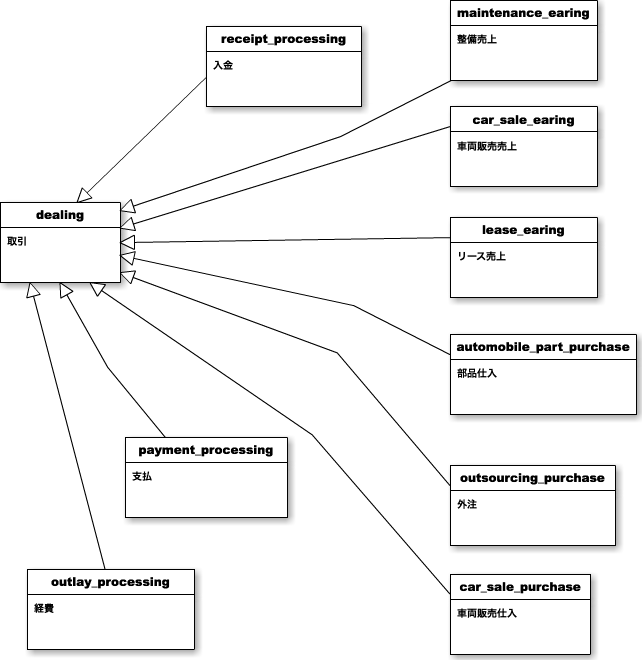 maintenance_earing
整備売上
receipt_processing
入金
car_sale_earing
車両販売売上
dealing
取引
lease_earing
リース売上
automobile_part_purchase
部品仕入
payment_processing
支払
outsourcing_purchase
外注
outlay_processing
経費
car_sale_purchase
車両販売仕入